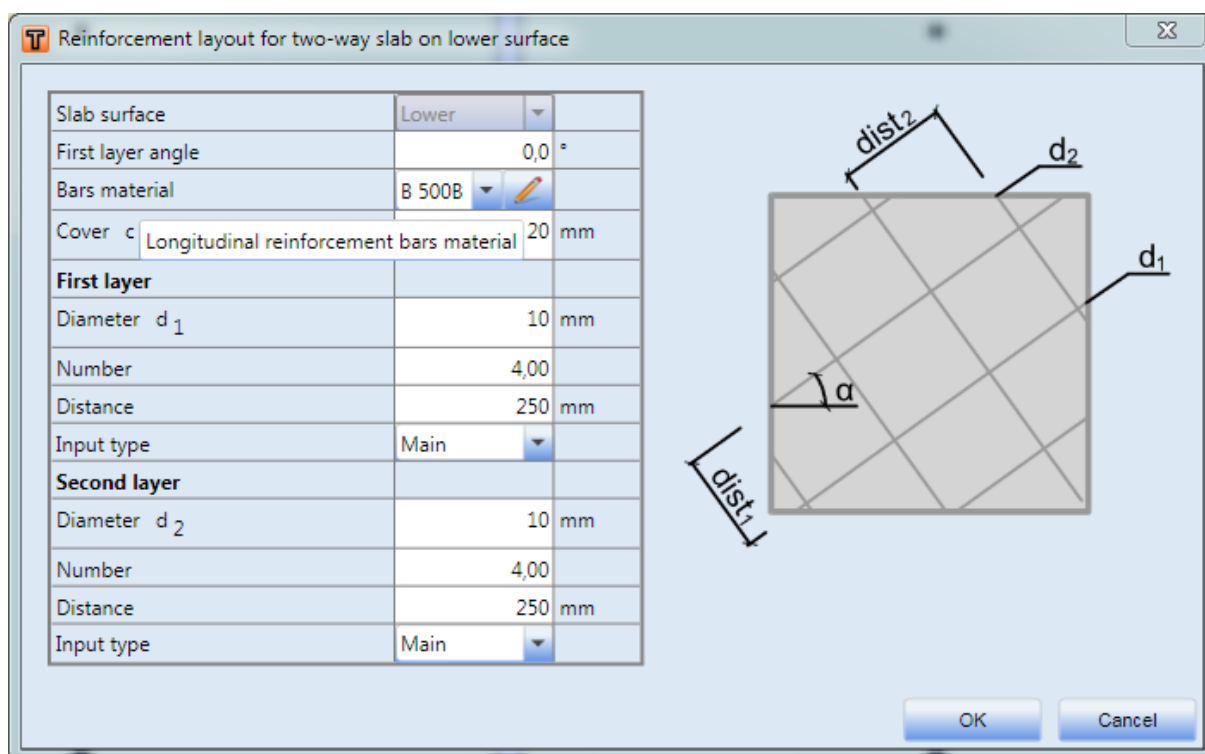 Reinforcement layout for two-way slab on lower surface
Slab surface Lower
First layer angle 0,0 °
Bars material B 500B
Cover c 20 mm
Longitudinal reinforcement bars material
First layer
Diameter d 1 10 mm
Number 4,00
Distance 250 mm
Input type Main
Second layer
Diameter d 2 10 mm
Number 4,00
Distance 250 mm
Input type Main
dist2
d2
d1
α
dist1
OK Cancel